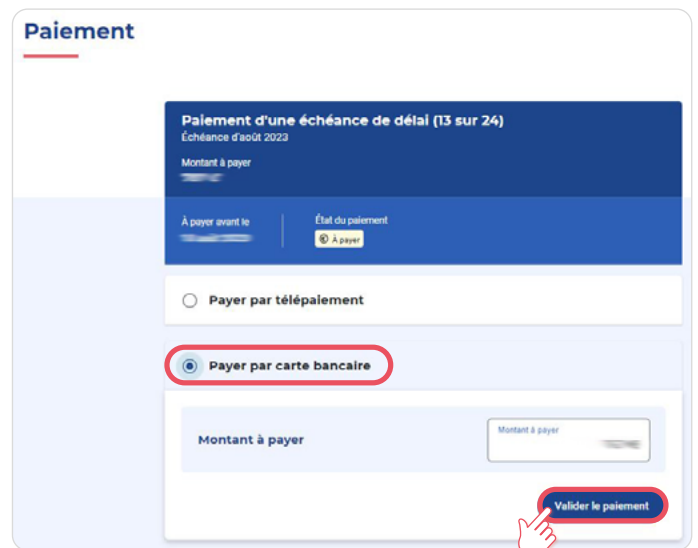 Paiement
Paiement d'une échéance de délai (13 sur 24)
Échéance d'août 2023
Montant à payer
À payer avant le
État du paiement
À payer
Payer par télépaiement
Payer par carte bancaire
Montant à payer
Montant à payer
Valider le paiement